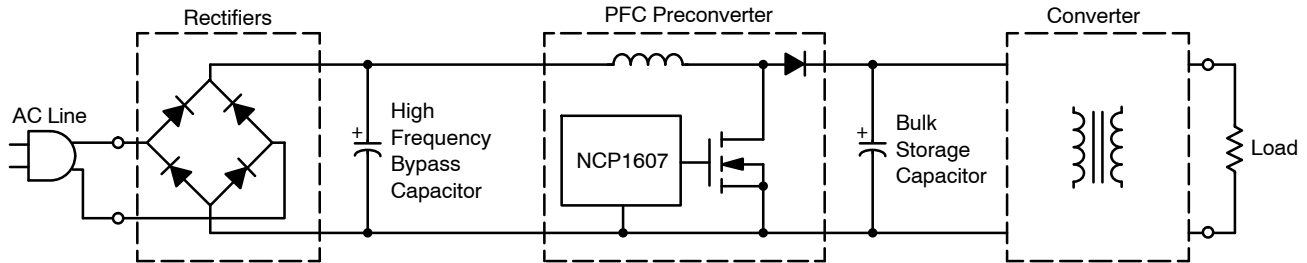 Rectifiers
PFC Preconverter
Converter
AC Line
+
High
Frequency
Bypass
Capacitor
NCP1607
+
Bulk
Storage
Capacitor
Load